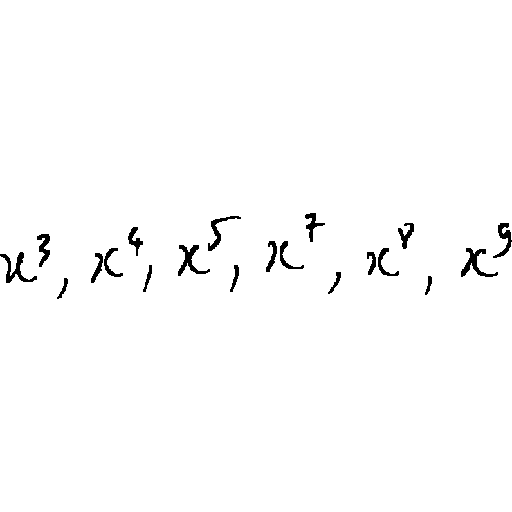 x³, x⁴, x⁵, x⁷, x⁸, x⁹